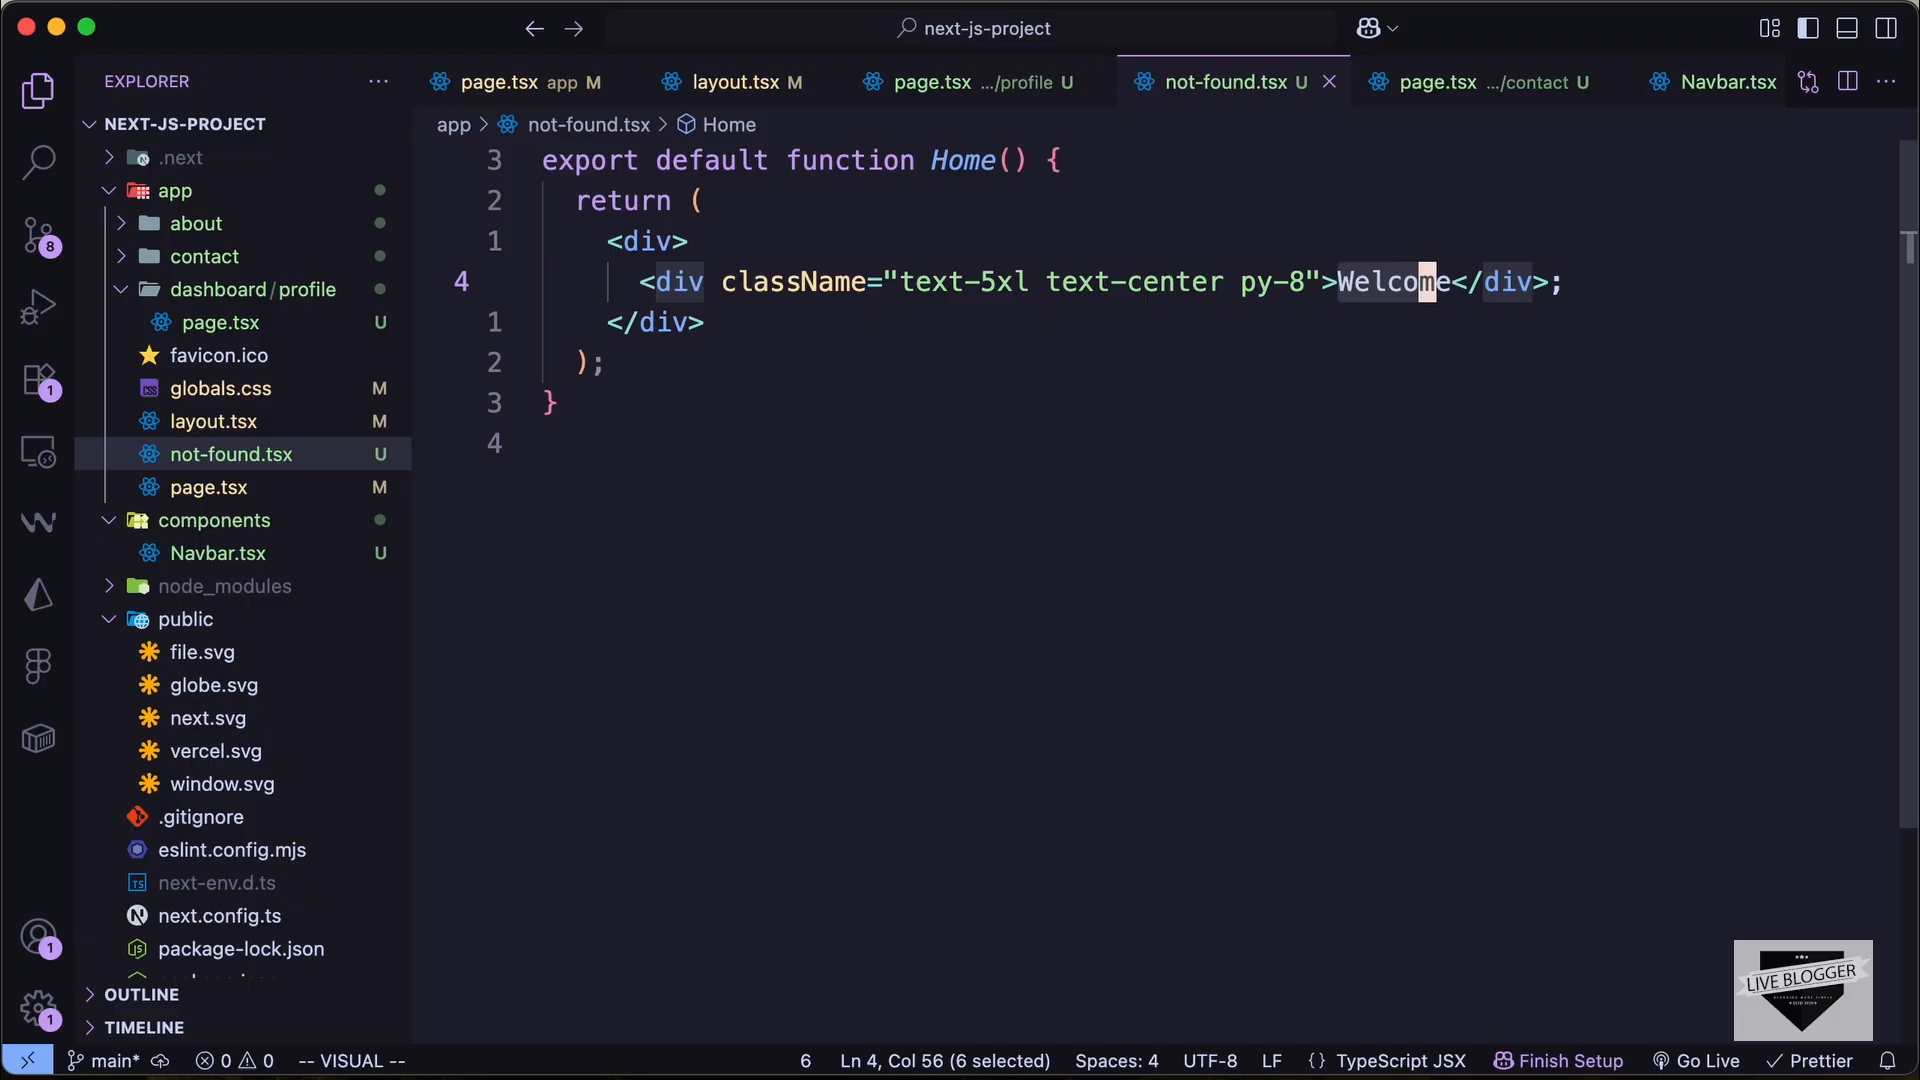 next-js-project
EXPLORER
page.tsx app M
layout.tsx M
page.tsx .../profile U
not-found.tsx U
page.tsx .../contact U
Navbar.tsx
NEXT-JS-PROJECT
app > not-found.tsx > Home
.next
app
about
contact
dashboard/profile
page.tsx U
favicon.ico
globals.css M
layout.tsx M
not-found.tsx U
page.tsx M
components
Navbar.tsx U
node_modules
public
file.svg
globe.svg
next.svg
vercel.svg
window.svg
.gitignore
eslint.config.mjs
next-env.d.ts
next.config.ts
package-lock.json
OUTLINE
TIMELINE
8
1
1
1
3 export default function Home() {
2 return (
1 <div>
4 <div className="text-5xl text-center py-8">Welcome</div>;
1 </div>
2 );
3 }
4
LIVE BLOGGER
main* 0 0 -- VISUAL -- 6 Ln 4, Col 56 (6 selected) Spaces: 4 UTF-8 LF {} TypeScript JSX Finish Setup Go Live Prettier